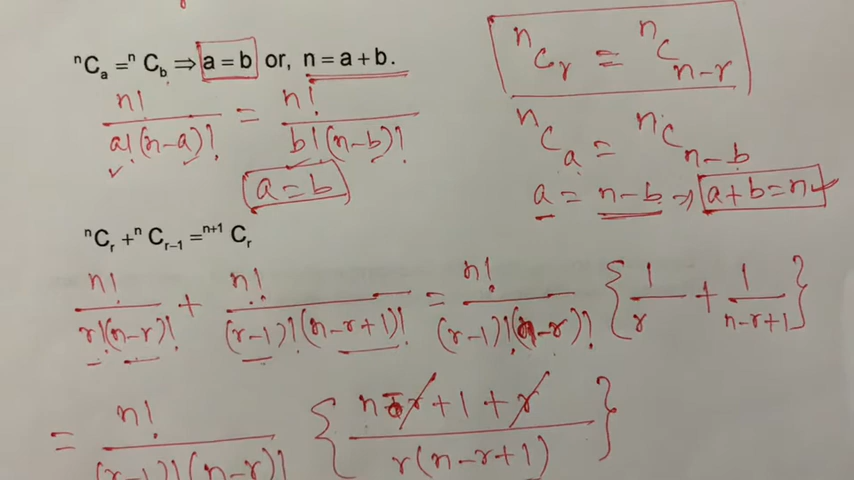 ⁿCₐ = ⁿC_b ⇒ a = b or, n = a + b.
n!/(a!(n-a)!) = n!/(b!(n-b)!)
a = b
ⁿC_r = ⁿC_{n-r}
ⁿC_a = ⁿC_{n-b}
a = n-b ⇒ a+b=n
ⁿC_r + ⁿC_{r-1} = ⁿ⁺¹C_r
n!/(r!(n-r)!) + n!/((r-1)!(n-r+1)!) = n!/((r-1)!(n-r)!) {1/r + 1/(n-r+1)}
= n!/((r-1)!(n-r)!) {(n-r+1+r)/(r(n-r+1))}